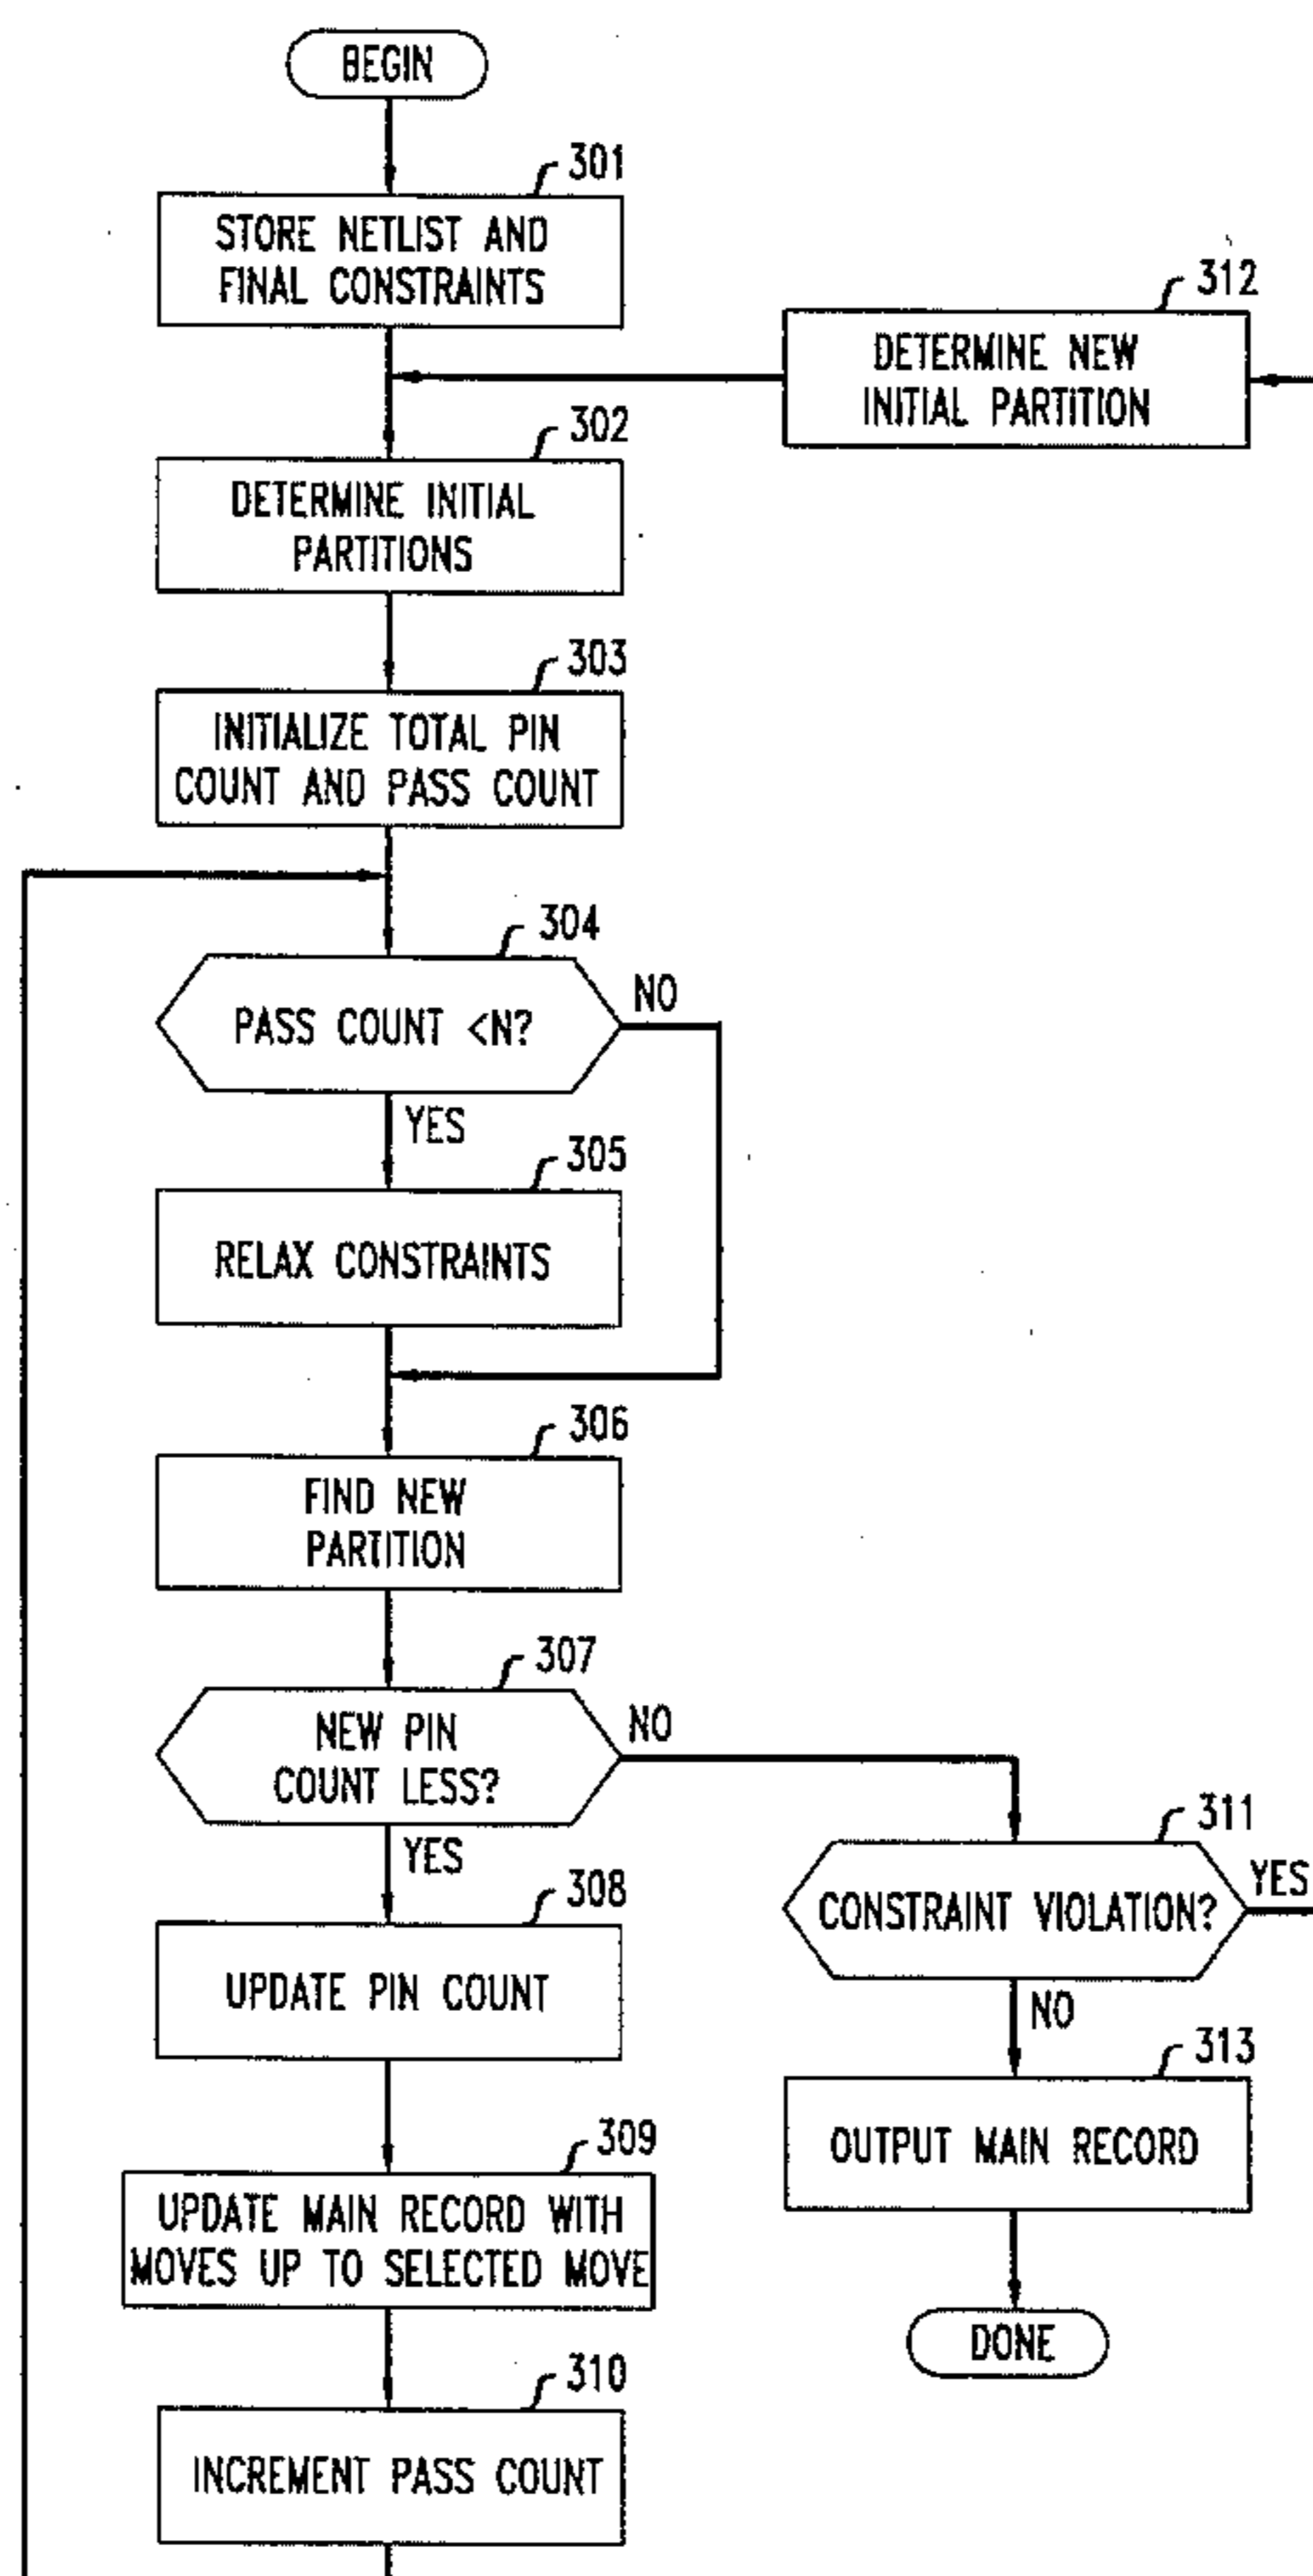 BEGIN
301
STORE NETLIST AND
FINAL CONSTRAINTS
312
DETERMINE NEW
INITIAL PARTITION
302
DETERMINE INITIAL
PARTITIONS
303
INITIALIZE TOTAL PIN
COUNT AND PASS COUNT
304
PASS COUNT <N?
NO
YES
305
RELAX CONSTRAINTS
306
FIND NEW
PARTITION
307
NEW PIN
COUNT LESS?
NO
YES
311
CONSTRAINT VIOLATION?
YES
NO
308
UPDATE PIN COUNT
313
OUTPUT MAIN RECORD
309
UPDATE MAIN RECORD WITH
MOVES UP TO SELECTED MOVE
DONE
310
INCREMENT PASS COUNT